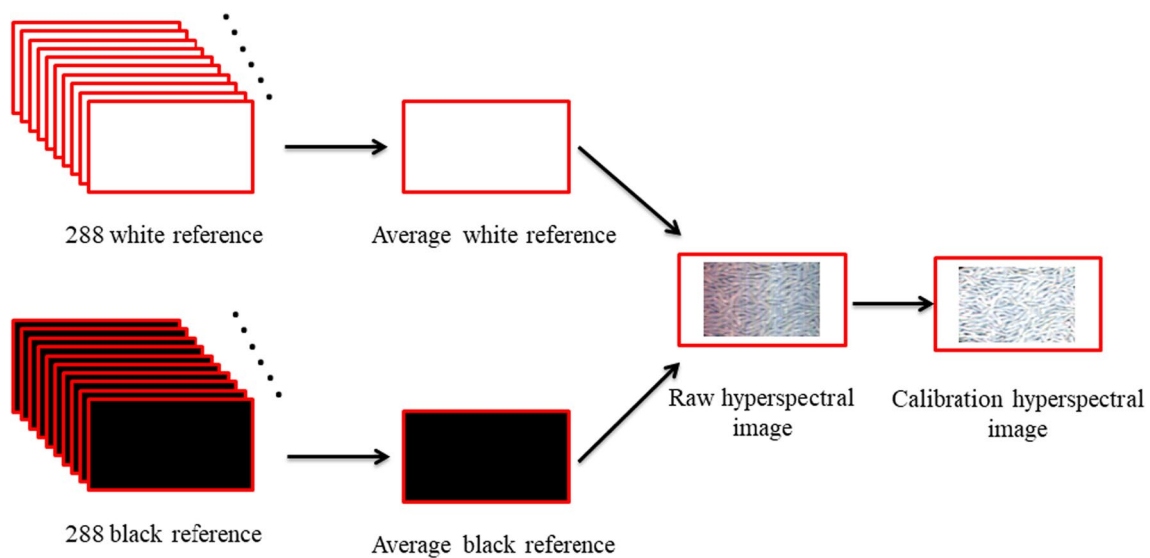 288 white reference
Average white reference
Raw hyperspectral
image
Calibration hyperspectral
image
288 black reference
Average black reference